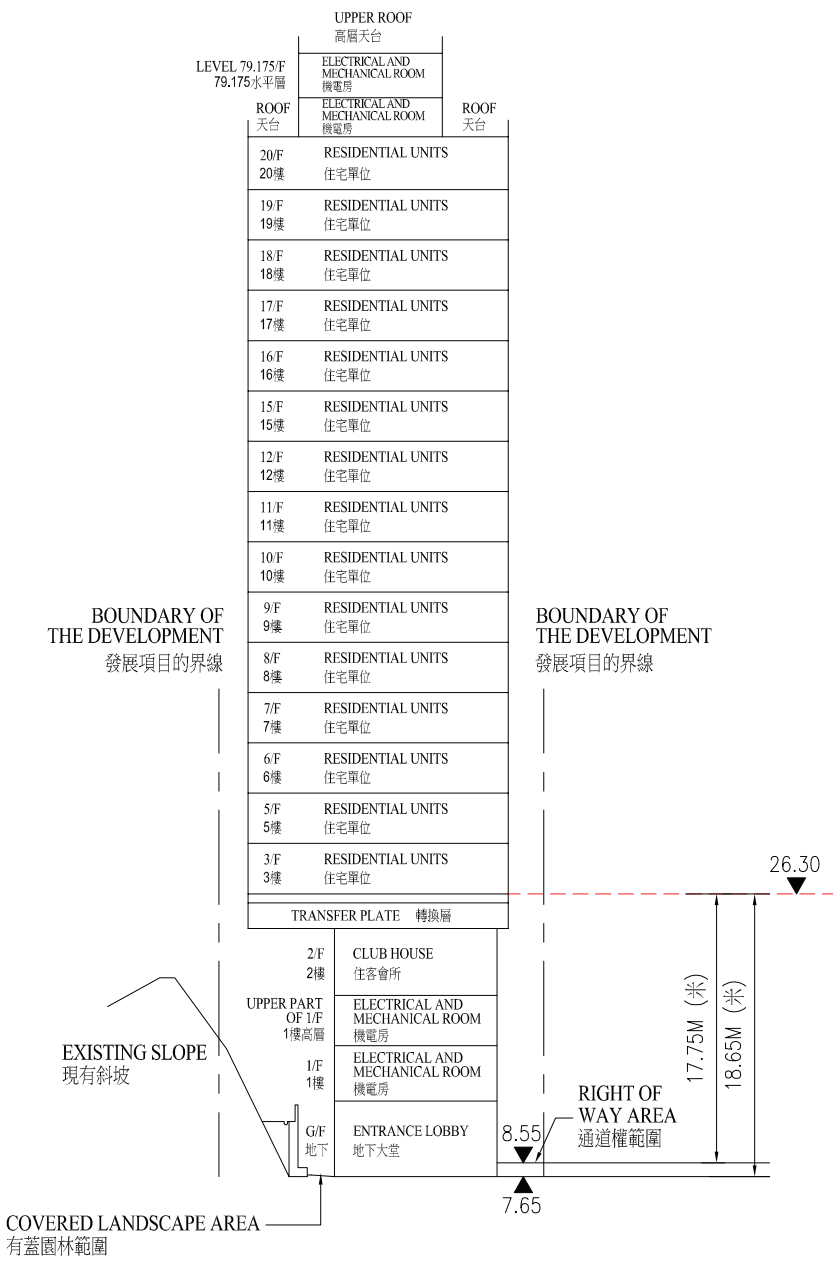 UPPER ROOF
高層天台
LEVEL 79.175/F
79.175水平層
ELECTRICAL AND
MECHANICAL ROOM
機電房
ROOF
天台
ELECTRICAL AND
MECHANICAL ROOM
機電房
ROOF
天台
20/F RESIDENTIAL UNITS
20樓 住宅單位
19/F RESIDENTIAL UNITS
19樓 住宅單位
18/F RESIDENTIAL UNITS
18樓 住宅單位
17/F RESIDENTIAL UNITS
17樓 住宅單位
16/F RESIDENTIAL UNITS
16樓 住宅單位
15/F RESIDENTIAL UNITS
15樓 住宅單位
12/F RESIDENTIAL UNITS
12樓 住宅單位
11/F RESIDENTIAL UNITS
11樓 住宅單位
10/F RESIDENTIAL UNITS
10樓 住宅單位
9/F RESIDENTIAL UNITS
9樓 住宅單位
BOUNDARY OF
THE DEVELOPMENT
發展項目的界線
BOUNDARY OF
THE DEVELOPMENT
發展項目的界線
8/F RESIDENTIAL UNITS
8樓 住宅單位
7/F RESIDENTIAL UNITS
7樓 住宅單位
6/F RESIDENTIAL UNITS
6樓 住宅單位
5/F RESIDENTIAL UNITS
5樓 住宅單位
3/F RESIDENTIAL UNITS
3樓 住宅單位
26.30
TRANSFER PLATE 轉換層
2/F CLUB HOUSE
2樓 住客會所
UPPER PART
OF 1/F
1樓高層
ELECTRICAL AND
MECHANICAL ROOM
機電房
17.75M (米)
18.65M (米)
EXISTING SLOPE
現有斜坡
1/F
1樓
ELECTRICAL AND
MECHANICAL ROOM
機電房
RIGHT OF
WAY AREA
通道權範圍
G/F ENTRANCE LOBBY
地下 地下大堂
8.55
7.65
COVERED LANDSCAPE AREA
有蓋園林範圍